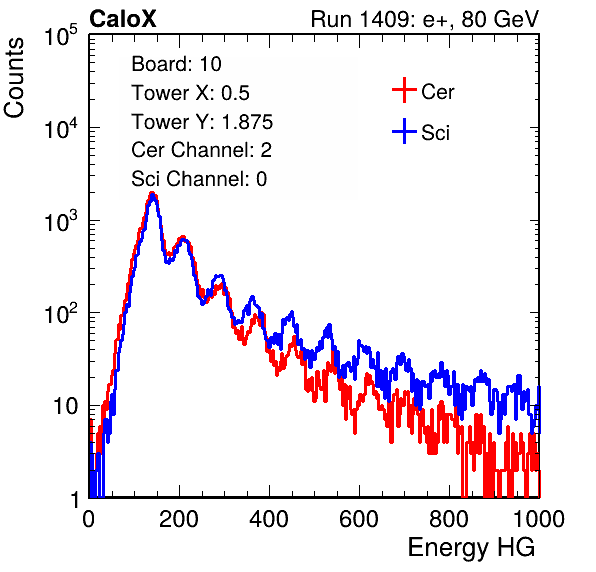 CaloX Run 1409: e+, 80 GeV
Counts
10^5
10^4
10^3
10^2
10
1
Board: 10
Tower X: 0.5
Tower Y: 1.875
Cer Channel: 2
Sci Channel: 0
Cer
Sci
0 200 400 600 800 1000
Energy HG